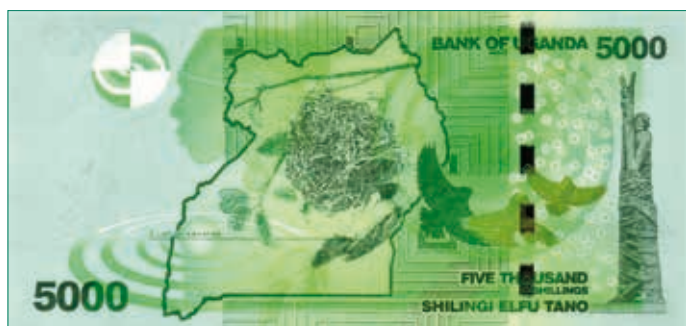 BANK OF UGANDA 5000
FIVE THOUSAND
SHILLINGS
5000 SHILINGI ELFU TANO